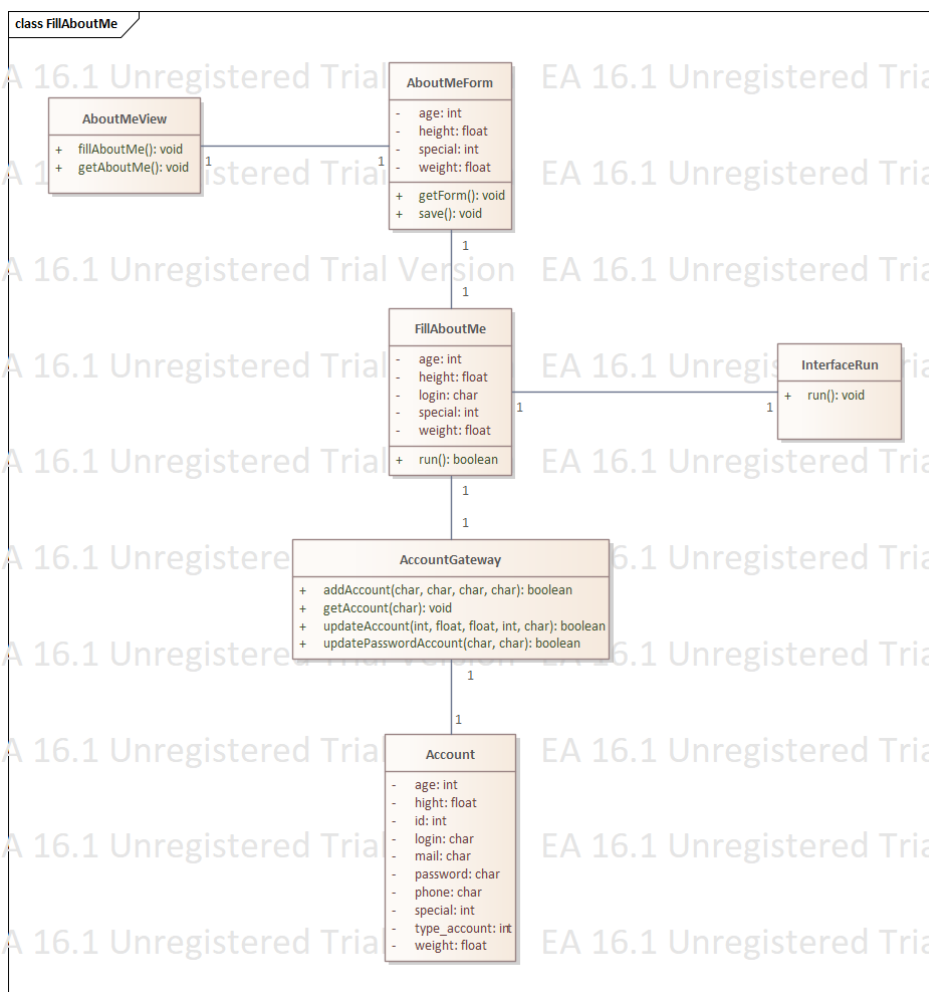 class FillAboutMe
A 16.1 Unregistered Trial Version EA 16.1 Unregistered Tria
AboutMeView
+ fillAboutMe(): void
+ getAboutMe(): void
1
1
AboutMeForm
- age: int
- height: float
- special: int
- weight: float
+ getForm(): void
+ save(): void
1
1
FillAboutMe
- age: int
- height: float
- login: char
- special: int
- weight: float
+ run(): boolean
1
1
InterfaceRun
+ run(): void
1
1
AccountGateway
+ addAccount(char, char, char, char): boolean
+ getAccount(char): void
+ updateAccount(int, float, float, int, char): boolean
+ updatePasswordAccount(char, char): boolean
1
1
Account
- age: int
- hight: float
- id: int
- login: char
- mail: char
- password: char
- phone: char
- special: int
- type_account: int
- weight: float